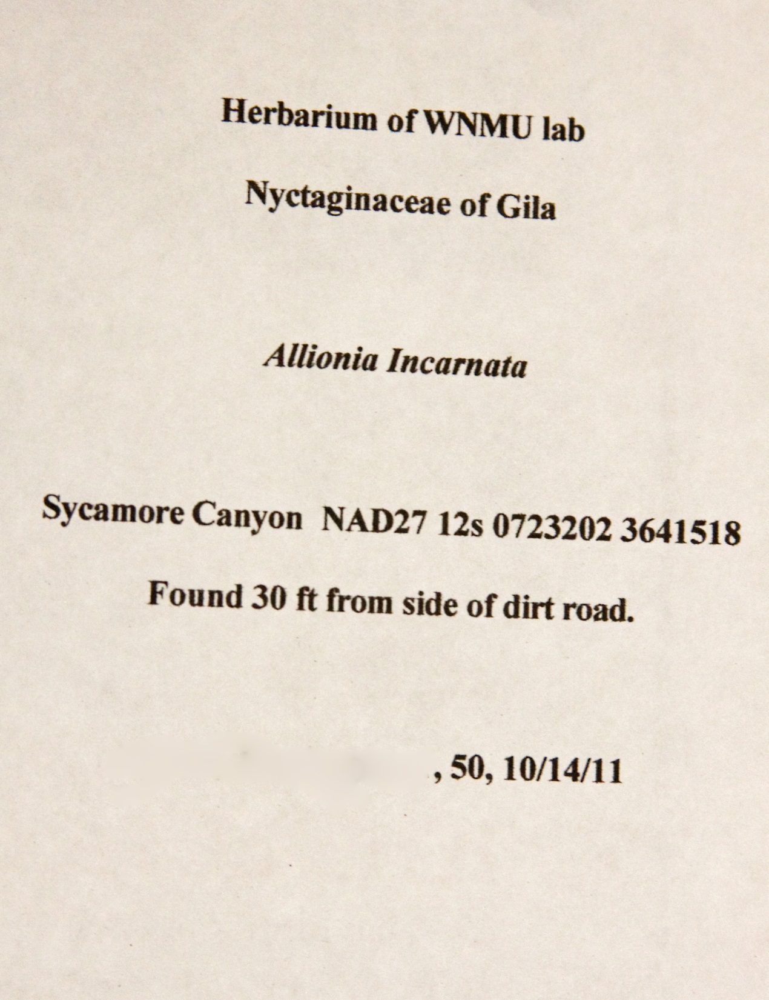 Herbarium of WNMU lab
Nyctaginaceae of Gila
Allionia Incarnata
Sycamore Canyon  NAD27 12s 0723202 3641518
Found 30 ft from side of dirt road.
, 50, 10/14/11